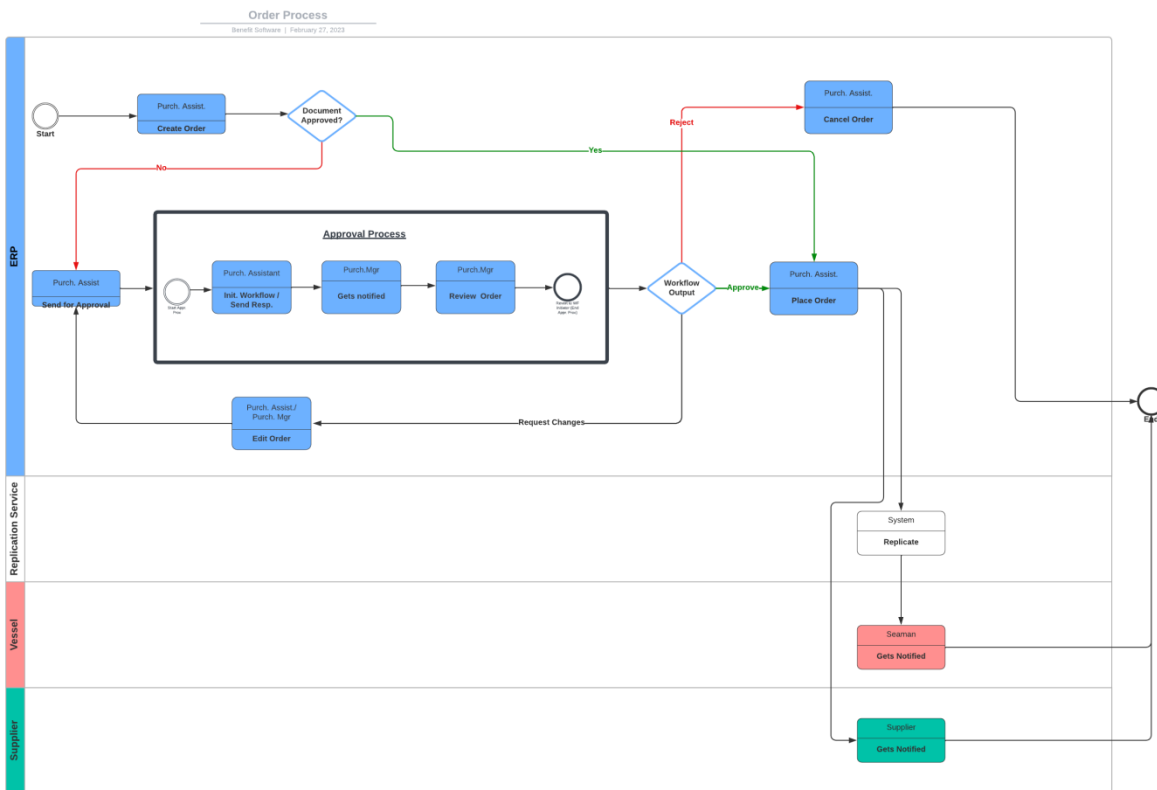 Order Process
Benefit Software | February 27, 2023
ERP
Start
Purch. Assist.
Create Order
Document
Approved?
Purch. Assist.
Cancel Order
Reject
Yes
No
Approval Process
Purch. Assist
Send for Approval
Purch. Assistant
Init. Workflow /
Send Resp.
Purch.Mgr
Gets notified
Purch.Mgr
Review Order
Workflow
Output
Approve
Purch. Assist.
Place Order
Purch. Assist./
Purch. Mgr
Edit Order
Request Changes
End
Replication Service
System
Replicate
Vessel
Seaman
Gets Notified
Supplier
Supplier
Gets Notified